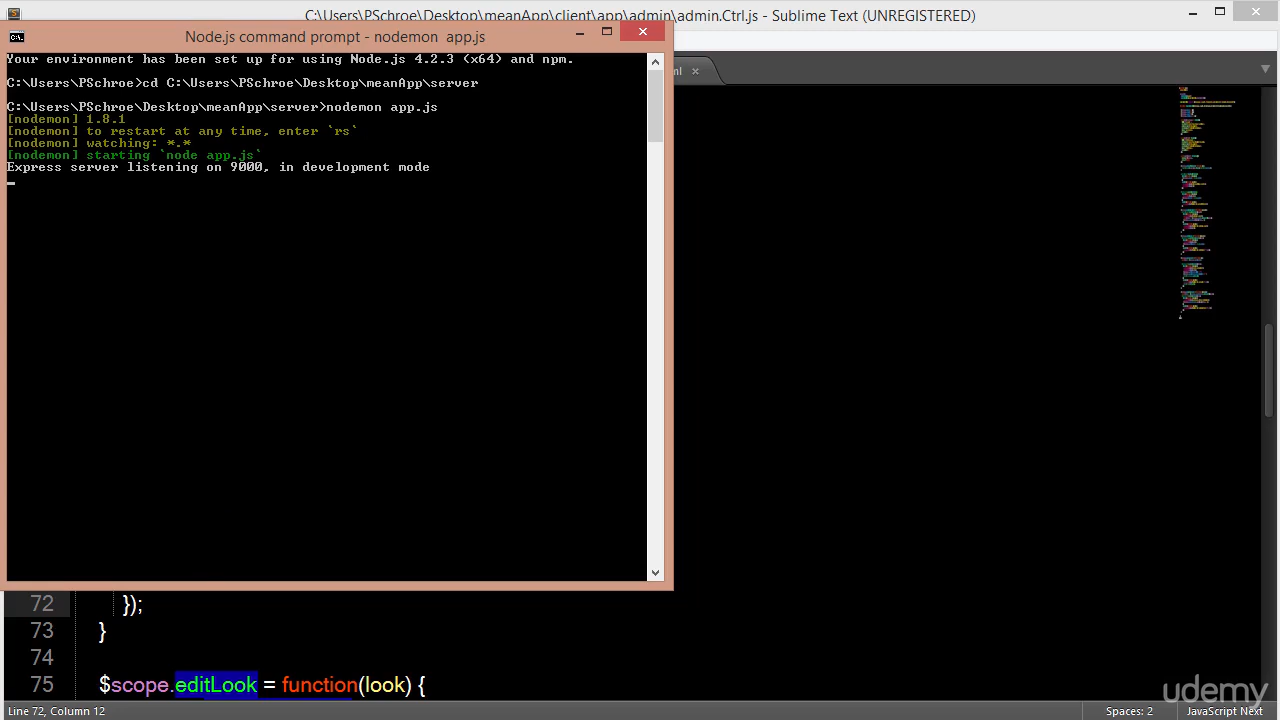 C:\Users\PSchroe\Desktop\meanApp\client\app\admin\admin.Ctrl.js - Sublime Text (UNREGISTERED)
Node.js command prompt - nodemon app.js
ml ×
Your environment has been set up for using Node.js 4.2.3 (x64) and npm.
C:\Users\PSchroe>cd C:\Users\PSchroe\Desktop\meanApp\server
C:\Users\PSchroe\Desktop\meanApp\server>nodemon app.js
[nodemon] 1.8.1
[nodemon] to restart at any time, enter `rs`
[nodemon] watching: *.*
[nodemon] starting `node app.js`
Express server listening on 9000, in development mode
72 });
73 }
74
75 $scope.editLook = function(look) {
udemy
Line 72, Column 12
Spaces: 2
JavaScript Next